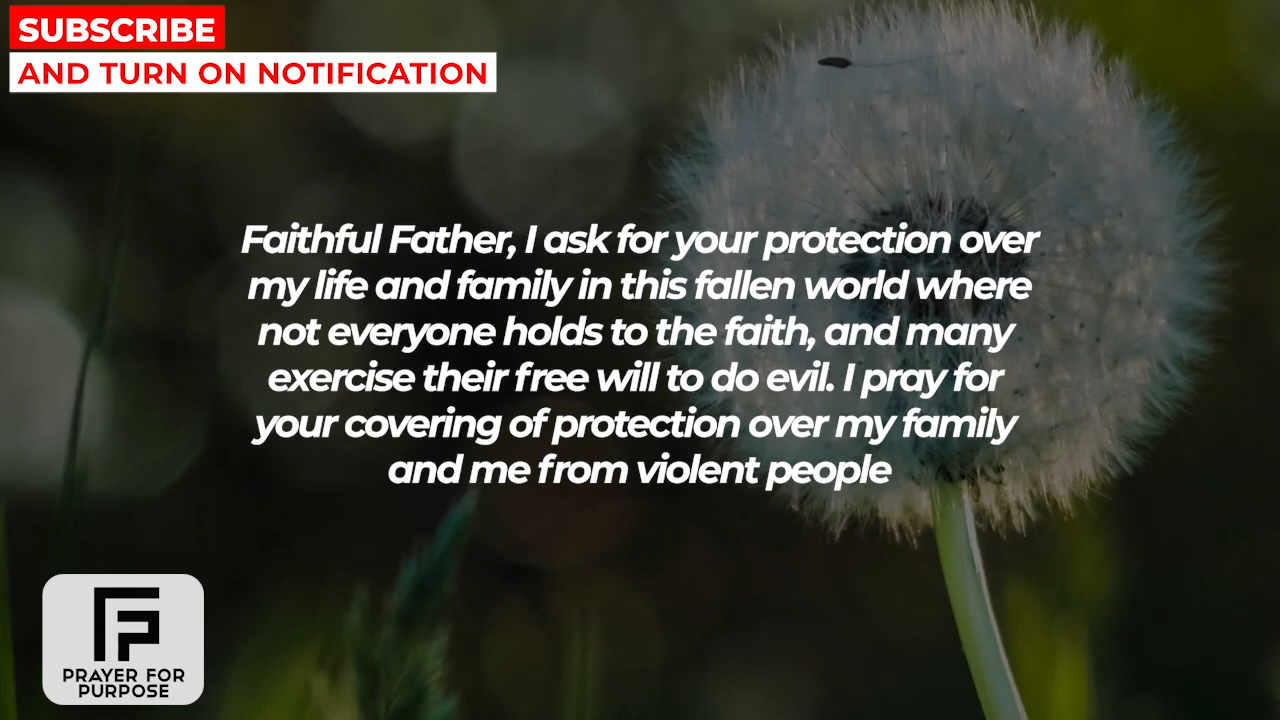 SUBSCRIBE
AND TURN ON NOTIFICATION
Faithful Father, I ask for your protection over
my life and family in this fallen world where
not everyone holds to the faith, and many
exercise their free will to do evil. I pray for
your covering of protection over my family
and me from violent people
PRAYER FOR
PURPOSE